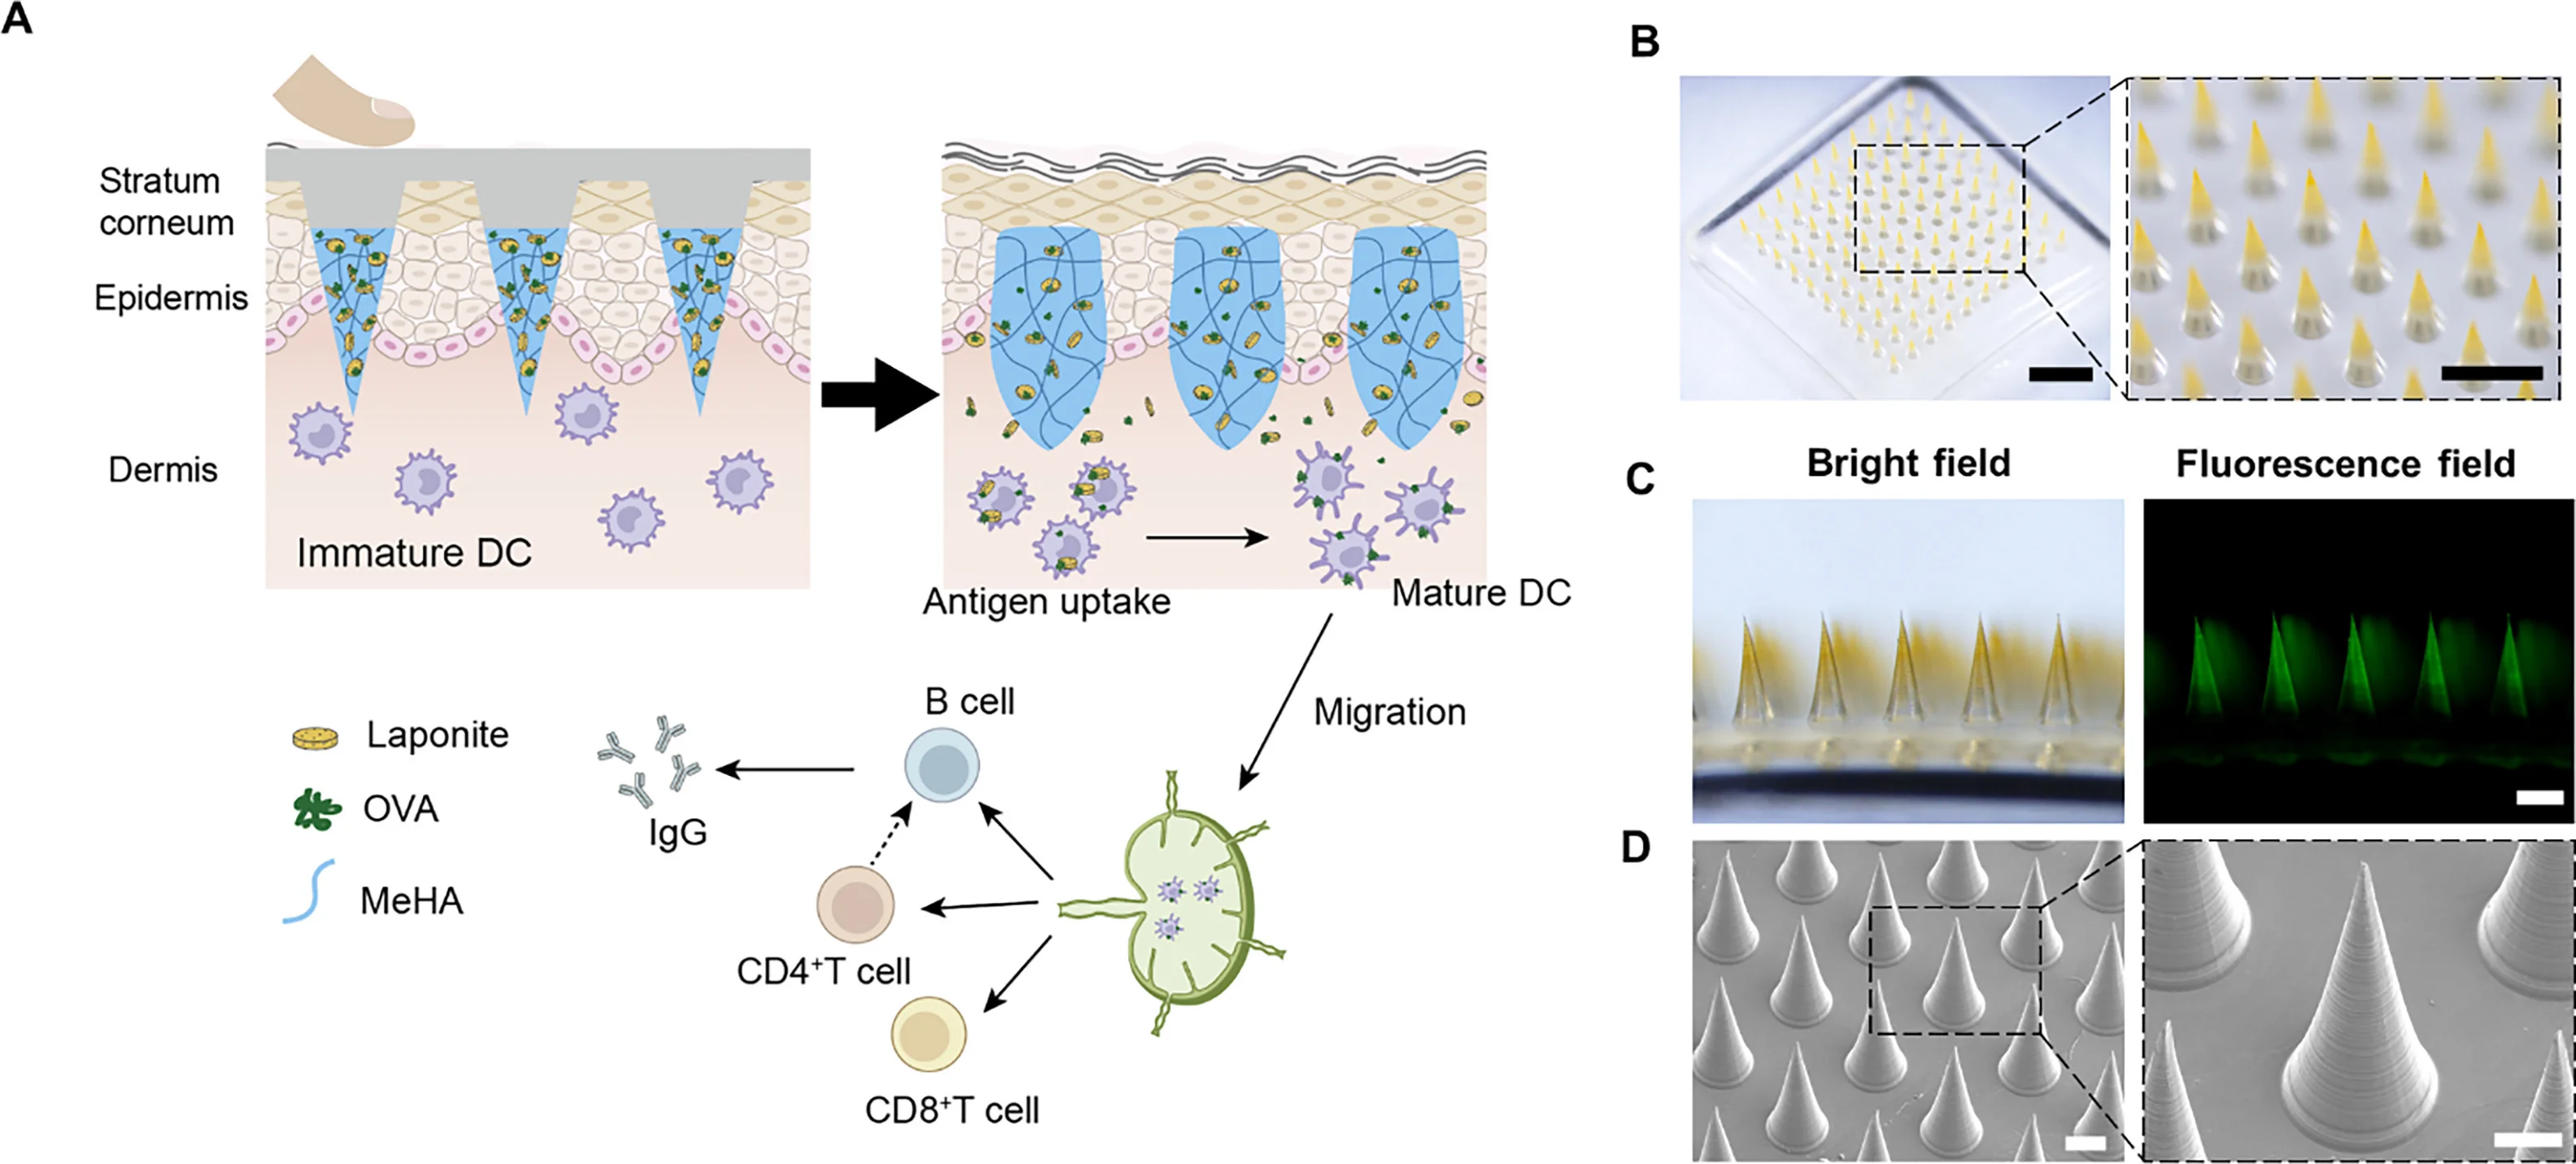 A
Stratum
corneum
Epidermis
Dermis
Immature DC
Antigen uptake
Mature DC
Migration
Laponite
OVA
MeHA
B cell
IgG
CD4⁺T cell
CD8⁺T cell
B
C
Bright field
Fluorescence field
D